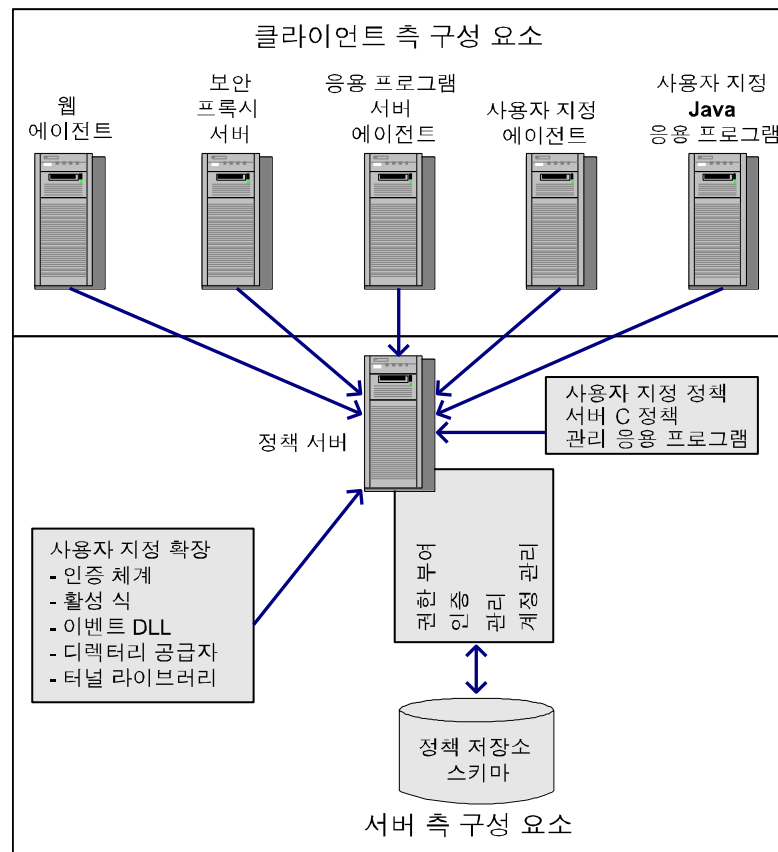 클라이언트 측 구성 요소
웹
에이전트
보안
프록시
서버
응용 프로그램
서버
에이전트
사용자 지정
에이전트
사용자 지정
Java
응용 프로그램
정책 서버
사용자 지정 정책
서버 C 정책
관리 응용 프로그램
사용자 지정 확장
- 인증 체계
- 활성 식
- 이벤트 DLL
- 디렉터리 공급자
- 터널 라이브러리
권한 부여
인증
관리
계정 관리
정책 저장소
스키마
서버 측 구성 요소